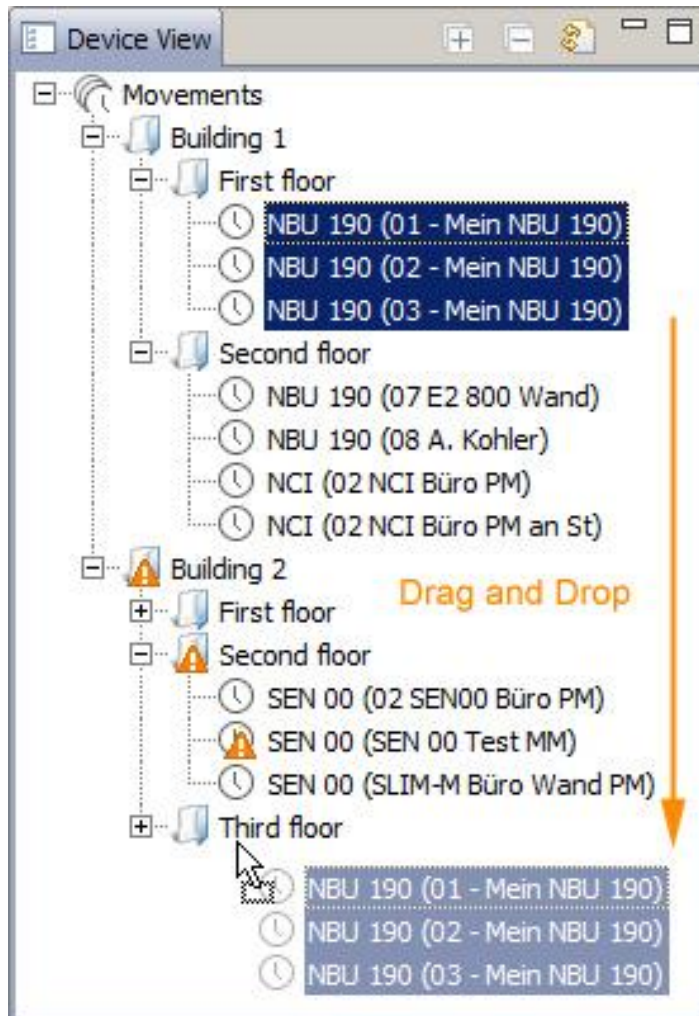 Device View
Movements
Building 1
First floor
NBU 190 (01 - Mein NBU 190)
NBU 190 (02 - Mein NBU 190)
NBU 190 (03 - Mein NBU 190)
Second floor
NBU 190 (07 E2 800 Wand)
NBU 190 (08 A. Kohler)
NCI (02 NCI Büro PM)
NCI (02 NCI Büro PM an St)
Building 2
Drag and Drop
First floor
Second floor
SEN 00 (02 SEN00 Büro PM)
SEN 00 (SEN 00 Test MM)
SEN 00 (SLIM-M Büro Wand PM)
Third floor
NBU 190 (01 - Mein NBU 190)
NBU 190 (02 - Mein NBU 190)
NBU 190 (03 - Mein NBU 190)